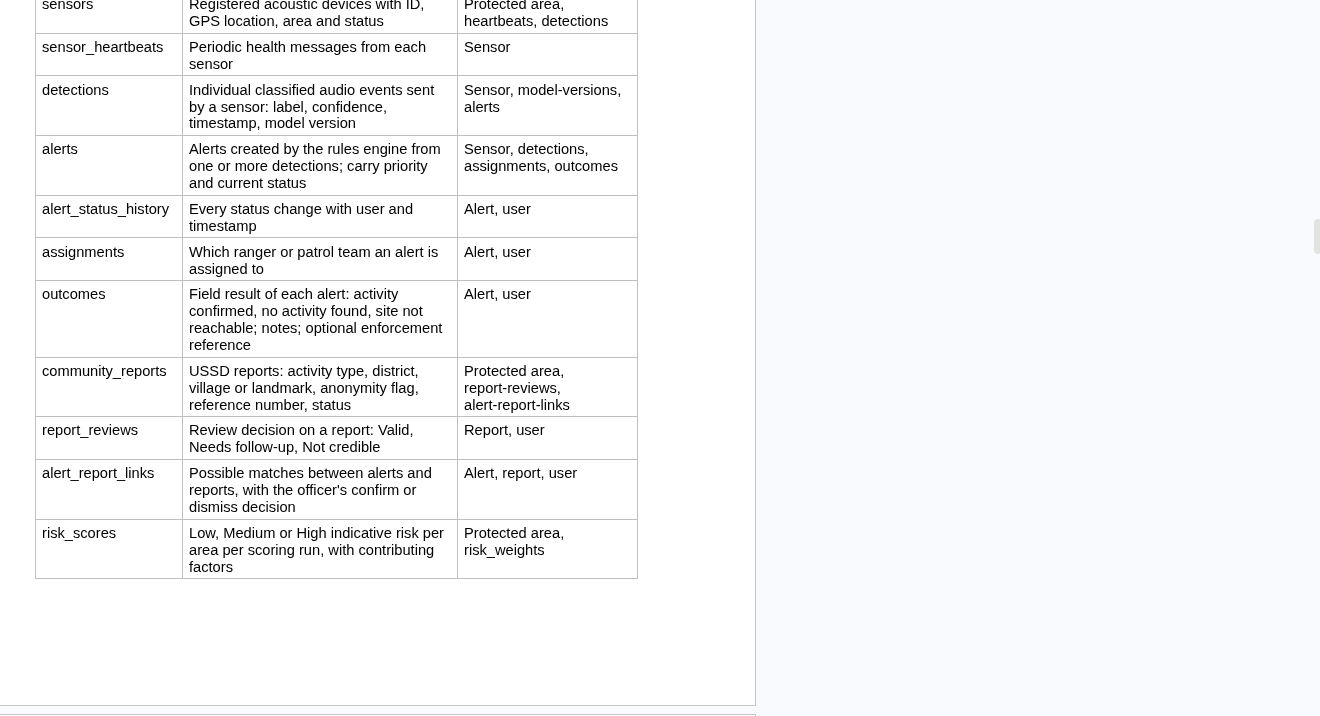 sensors
Registered acoustic devices with ID,
GPS location, area and status
Protected area,
heartbeats, detections
sensor_heartbeats
Periodic health messages from each
sensor
Sensor
detections
Individual classified audio events sent
by a sensor: label, confidence,
timestamp, model version
Sensor, model-versions,
alerts
alerts
Alerts created by the rules engine from
one or more detections; carry priority
and current status
Sensor, detections,
assignments, outcomes
alert_status_history
Every status change with user and
timestamp
Alert, user
assignments
Which ranger or patrol team an alert is
assigned to
Alert, user
outcomes
Field result of each alert: activity
confirmed, no activity found, site not
reachable; notes; optional enforcement
reference
Alert, user
community_reports
USSD reports: activity type, district,
village or landmark, anonymity flag,
reference number, status
Protected area,
report-reviews,
alert-report-links
report_reviews
Review decision on a report: Valid,
Needs follow-up, Not credible
Report, user
alert_report_links
Possible matches between alerts and
reports, with the officer's confirm or
dismiss decision
Alert, report, user
risk_scores
Low, Medium or High indicative risk per
area per scoring run, with contributing
factors
Protected area,
risk_weights